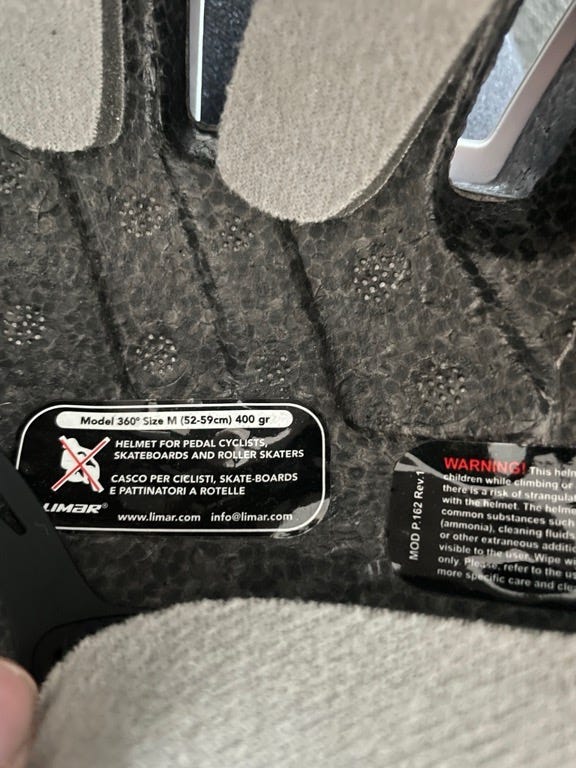 Model 360° Size M (52-59cm) 400 gr
HELMET FOR PEDAL CYCLISTS,
SKATEBOARDS AND ROLLER SKATERS
CASCO PER CICLISTI, SKATE-BOARDS
E PATTINATORI A ROTELLE
LIMAR®
www.limar.com info@limar.com
MOD P.162 Rev.1
WARNING! This helm
children while climbing or
there is a risk of strangulat
with the helmet. The helm
common substances such
(ammonia), cleaning fluids
or other extraneous additio
visible to the user. Wipe wi
only. Please, refer to the us
more specific care and clea